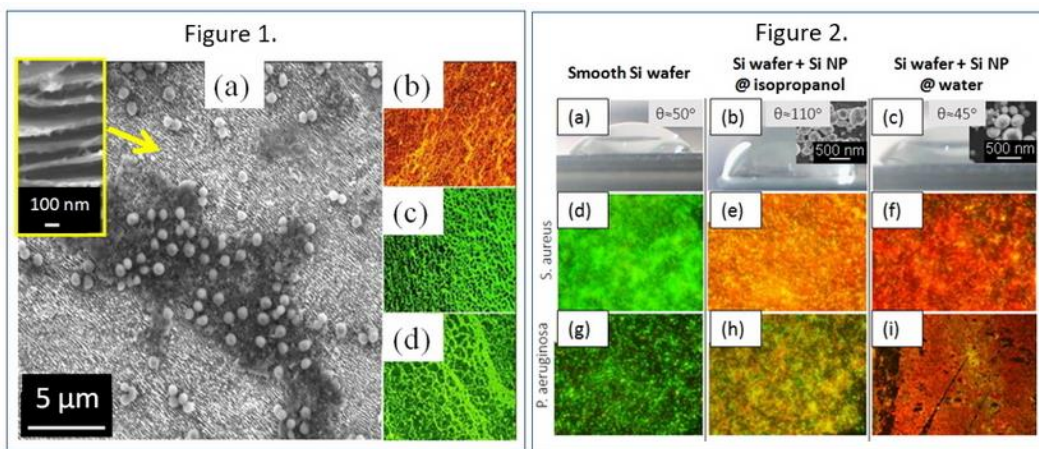 Figure 1.
(a)
(b)
100 nm
(c)
(d)
5 μm
Figure 2.
Smooth Si wafer
Si wafer + Si NP
@ isopropanol
Si wafer + Si NP
@ water
(a)
θ≈50°
(b)
θ≈110°
500 nm
(c)
θ≈45°
500 nm
S. aureus
(d)
(e)
(f)
P. aeruginosa
(g)
(h)
(i)